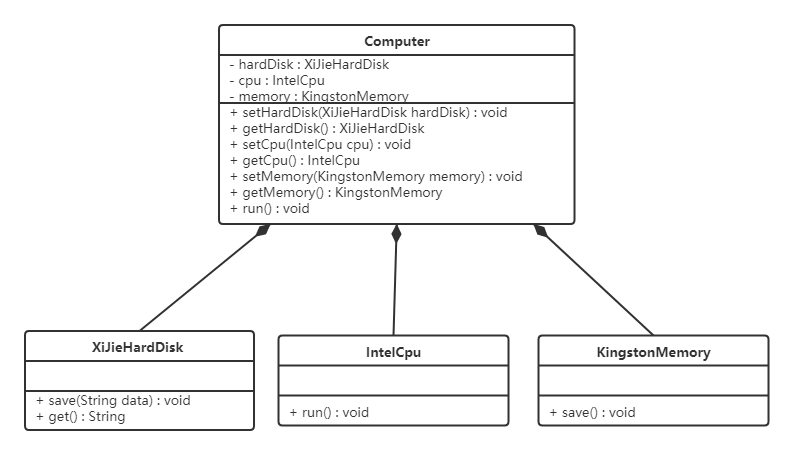 Computer
- hardDisk : XiJieHardDisk
- cpu : IntelCpu
- memory : KingstonMemory
+ setHardDisk(XiJieHardDisk hardDisk) : void
+ getHardDisk() : XiJieHardDisk
+ setCpu(IntelCpu cpu) : void
+ getCpu() : IntelCpu
+ setMemory(KingstonMemory memory) : void
+ getMemory() : KingstonMemory
+ run() : void
XiJieHardDisk
+ save(String data) : void
+ get() : String
IntelCpu
+ run() : void
KingstonMemory
+ save() : void